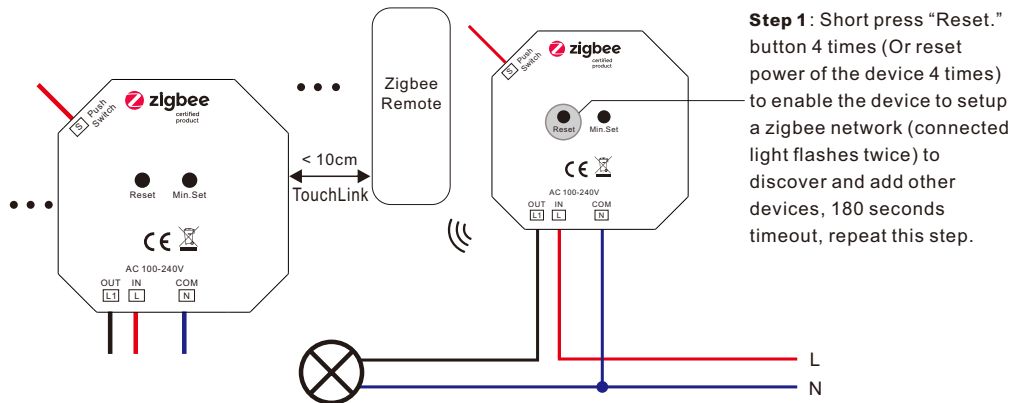 S
Push
Switch
zigbee
certified
product
Reset
Min.Set
CE
AC 100-240V
OUT IN COM
L1 L N
< 10cm
TouchLink
Zigbee
Remote
S
Push
Switch
zigbee
certified
product
Reset
Min.Set
CE
AC 100-240V
OUT IN COM
L1 L N
L
N
Step 1: Short press “Reset.”
button 4 times (Or reset
power of the device 4 times)
to enable the device to setup
a zigbee network (connected
light flashes twice) to
discover and add other
devices, 180 seconds
timeout, repeat this step.